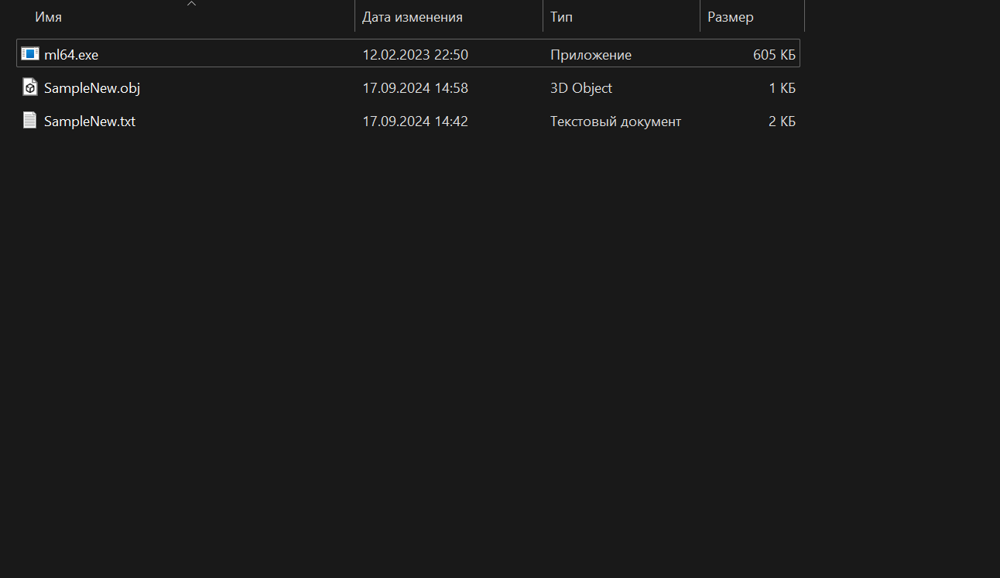 Имя Дата изменения Тип Размер
ml64.exe 12.02.2023 22:50 Приложение 605 КБ
SampleNew.obj 17.09.2024 14:58 3D Object 1 КБ
SampleNew.txt 17.09.2024 14:42 Текстовый документ 2 КБ